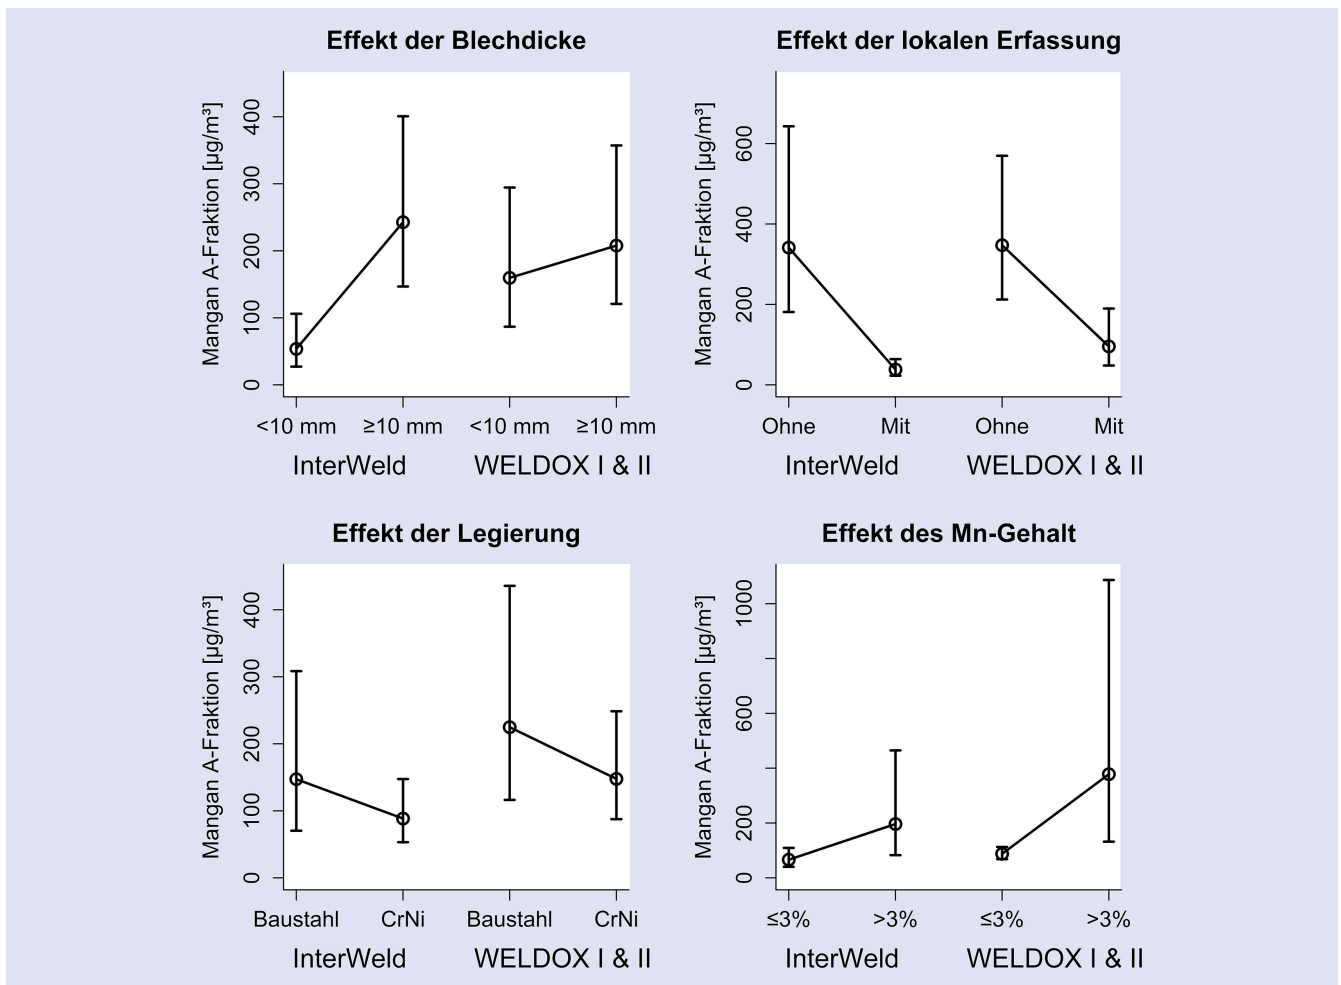 Effekt der Blechdicke
Mangan A-Fraktion [µg/m³]
400
300
200
100
0
<10 mm ≥10 mm <10 mm ≥10 mm
InterWeld WELDOX I & II
Effekt der lokalen Erfassung
Mangan A-Fraktion [µg/m³]
600
400
200
0
Ohne Mit Ohne Mit
InterWeld WELDOX I & II
Effekt der Legierung
Mangan A-Fraktion [µg/m³]
400
300
200
100
0
Baustahl CrNi Baustahl CrNi
InterWeld WELDOX I & II
Effekt des Mn-Gehalt
Mangan A-Fraktion [µg/m³]
1000
600
200
0
≤3% >3% ≤3% >3%
InterWeld WELDOX I & II